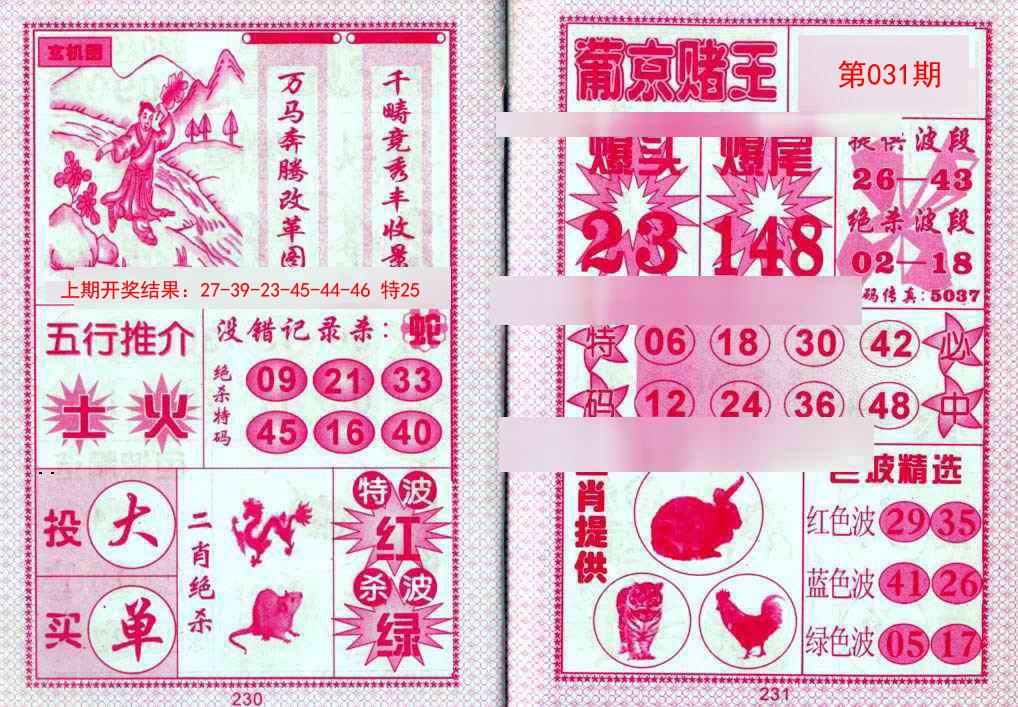 玄机图
千畴竞秀丰收景
万马奔腾改革图
上期开奖结果：27-39-23-45-44-46 特25
五行推介
土 火
没错记录杀：蛇
绝杀特码
09 21 33
45 16 40
投 大
买 单
二肖绝杀
特波
红
杀波
绿
230
葡京赌王
第031期
爆头 爆尾
23 148
提供波段
26—43
绝杀波段
02—18
码传真：5037
特 06 18 30 42 必
码 12 24 36 48 中
肖提供
色波精选
红色波 29 35
蓝色波 41 26
绿色波 05 17
231